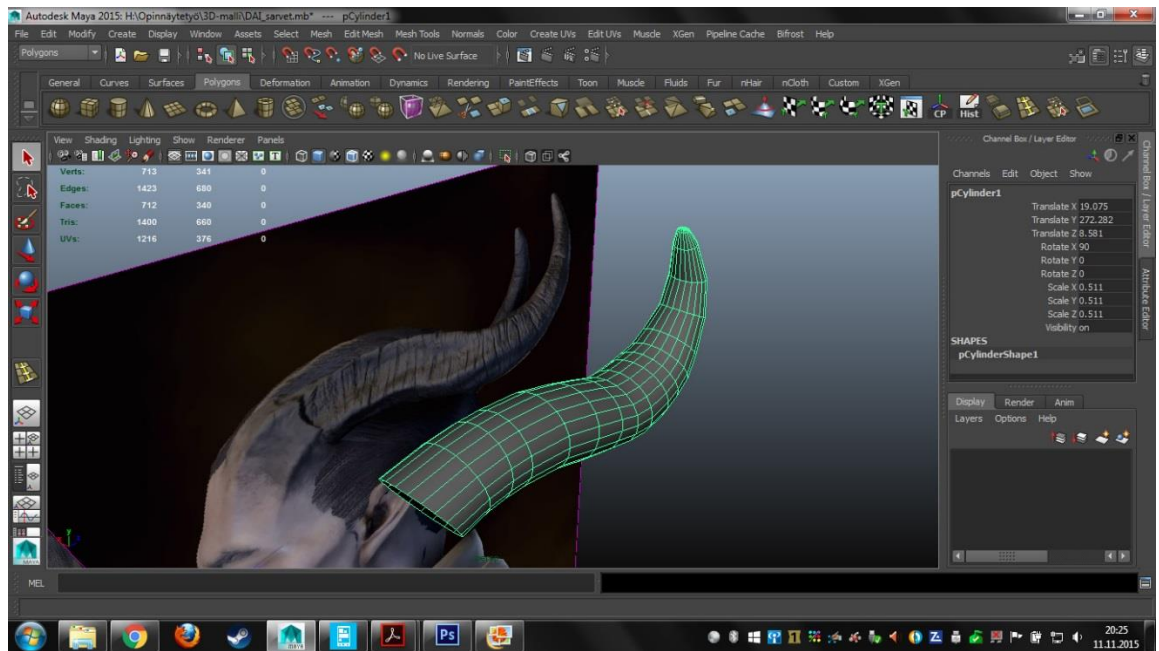 Autodesk Maya 2015: H:\Opinnäytetyö\3D-malli\DAI_sarvet.mb* --- pCylinder1
File Edit Modify Create Display Window Assets Select Mesh Edit Mesh Mesh Tools Normals Color Create UVs Edit UVs Muscle XGen Pipeline Cache Bifrost Help
Polygons No Live Surface
General Curves Surfaces Polygons Deformation Animation Dynamics Rendering PaintEffects Toon Muscle Fluids Fur nHair nCloth Custom XGen
CP Hist
View Shading Lighting Show Renderer Panels
Verts: 713 341 0
Edges: 1423 680 0
Faces: 712 340 0
Tris: 1400 660 0
UVs: 1216 376 0
Channel Box / Layer Editor
Channels Edit Object Show
pCylinder1
Translate X 19.075
Translate Y 272.282
Translate Z 8.581
Rotate X 90
Rotate Y 0
Rotate Z 0
Scale X 0.511
Scale Y 0.511
Scale Z 0.511
Visibility on
SHAPES
pCylinderShape1
Display Render Anim
Layers Options Help
Channel Box / Layer Editor
Attribute Editor
MEL
Ps
20:25
11.11.2015